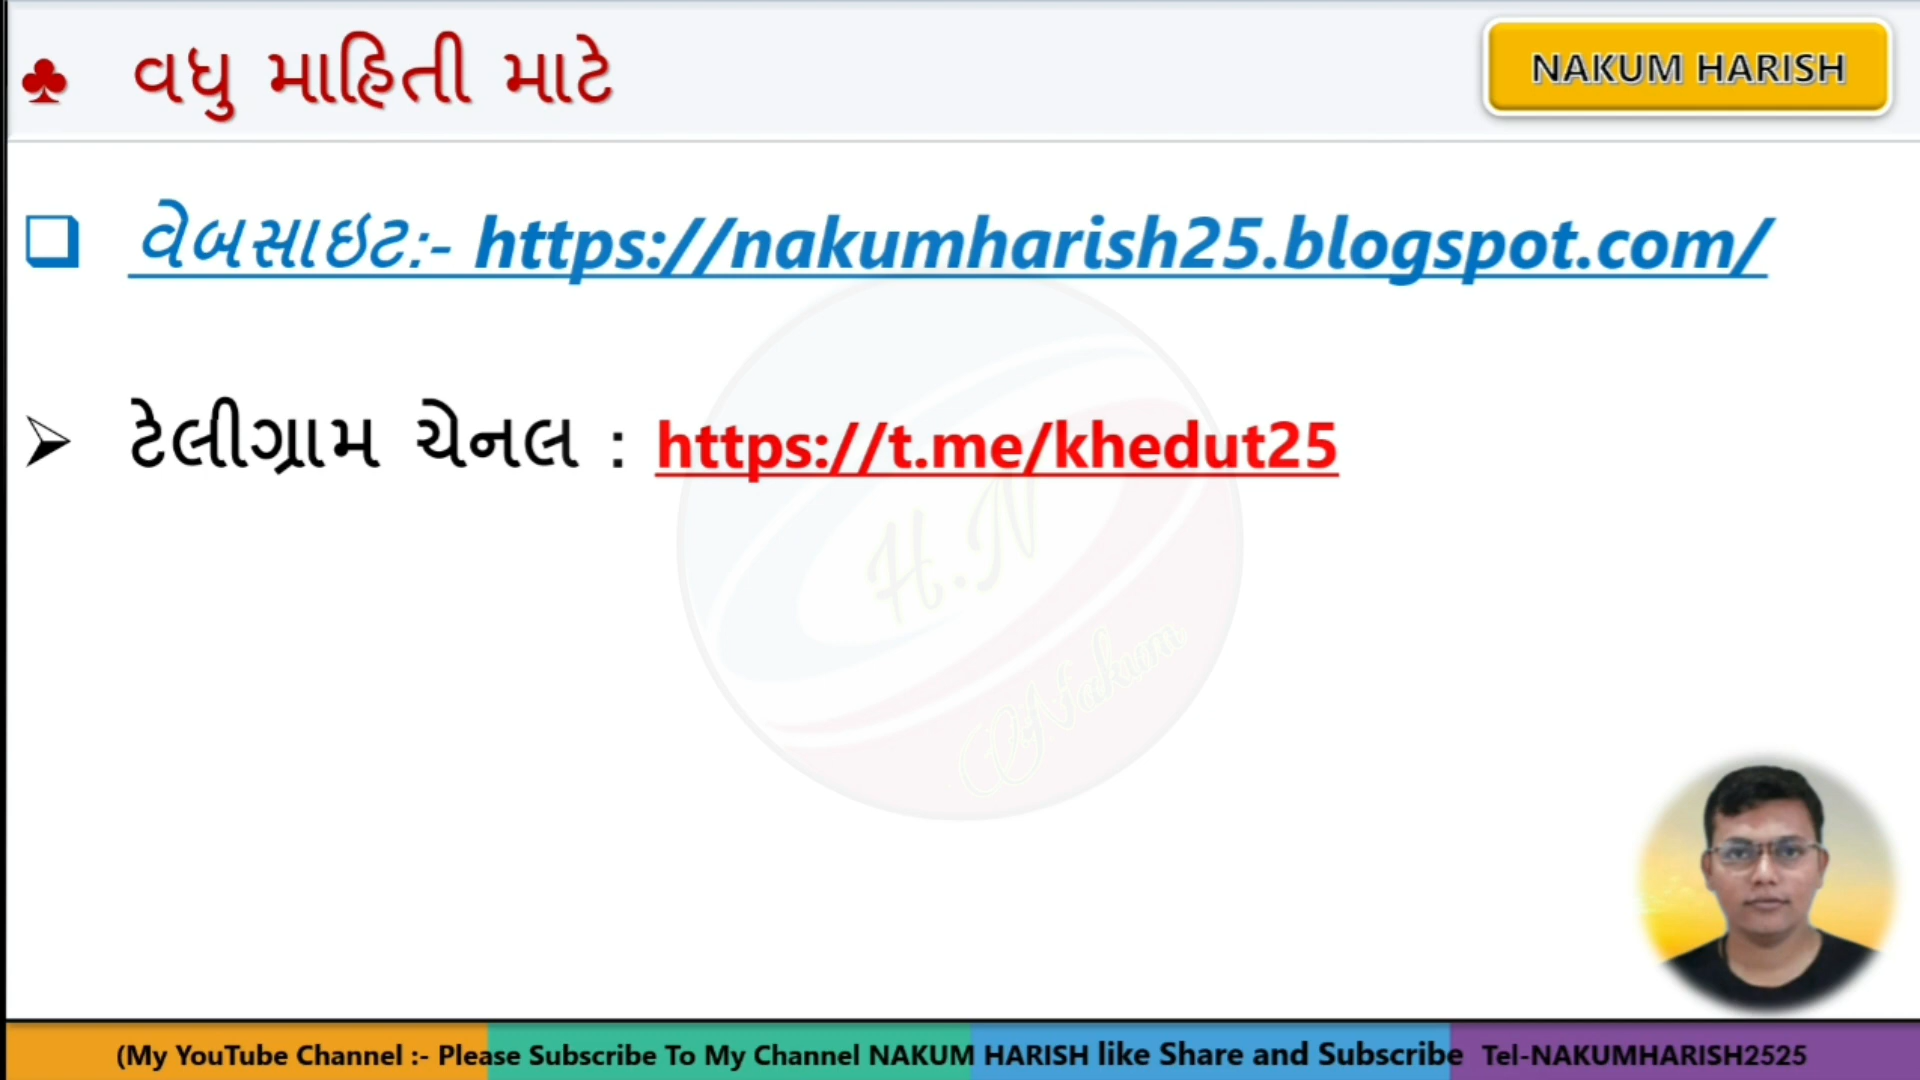 ♣ વધુ માહિતી માટે
NAKUM HARISH
વેબસાઇટ:- https://nakumharish25.blogspot.com/
ટેલીગ્રામ ચેનલ : https://t.me/khedut25
H.N
Nakum
(My YouTube Channel :- Please Subscribe To My Channel NAKUM HARISH like Share and Subscribe Tel-NAKUMHARISH2525